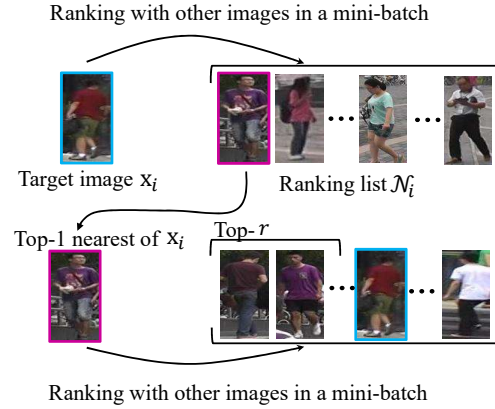 Ranking with other images in a mini-batch
Target image x_i
Ranking list 𝒩_i
Top-1 nearest of x_i
Top- r
Ranking with other images in a mini-batch